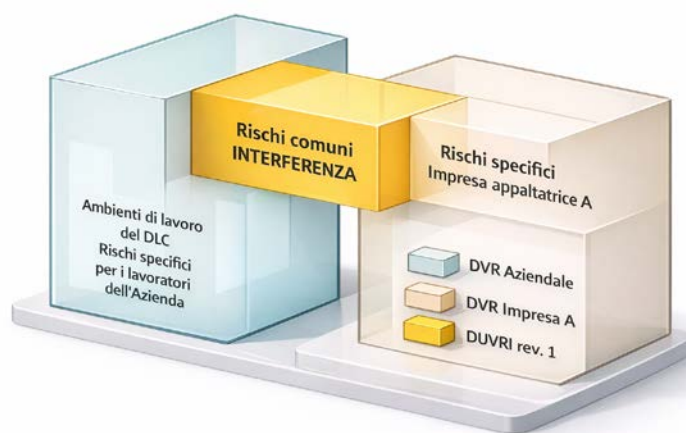 Rischi comuni
INTERFERENZA
Rischi specifici
Impresa appaltatrice A
Ambienti di lavoro
del DLC
Rischi specifici
per i lavoratori
dell'Azienda
DVR Aziendale
DVR Impresa A
DUVRI rev. 1